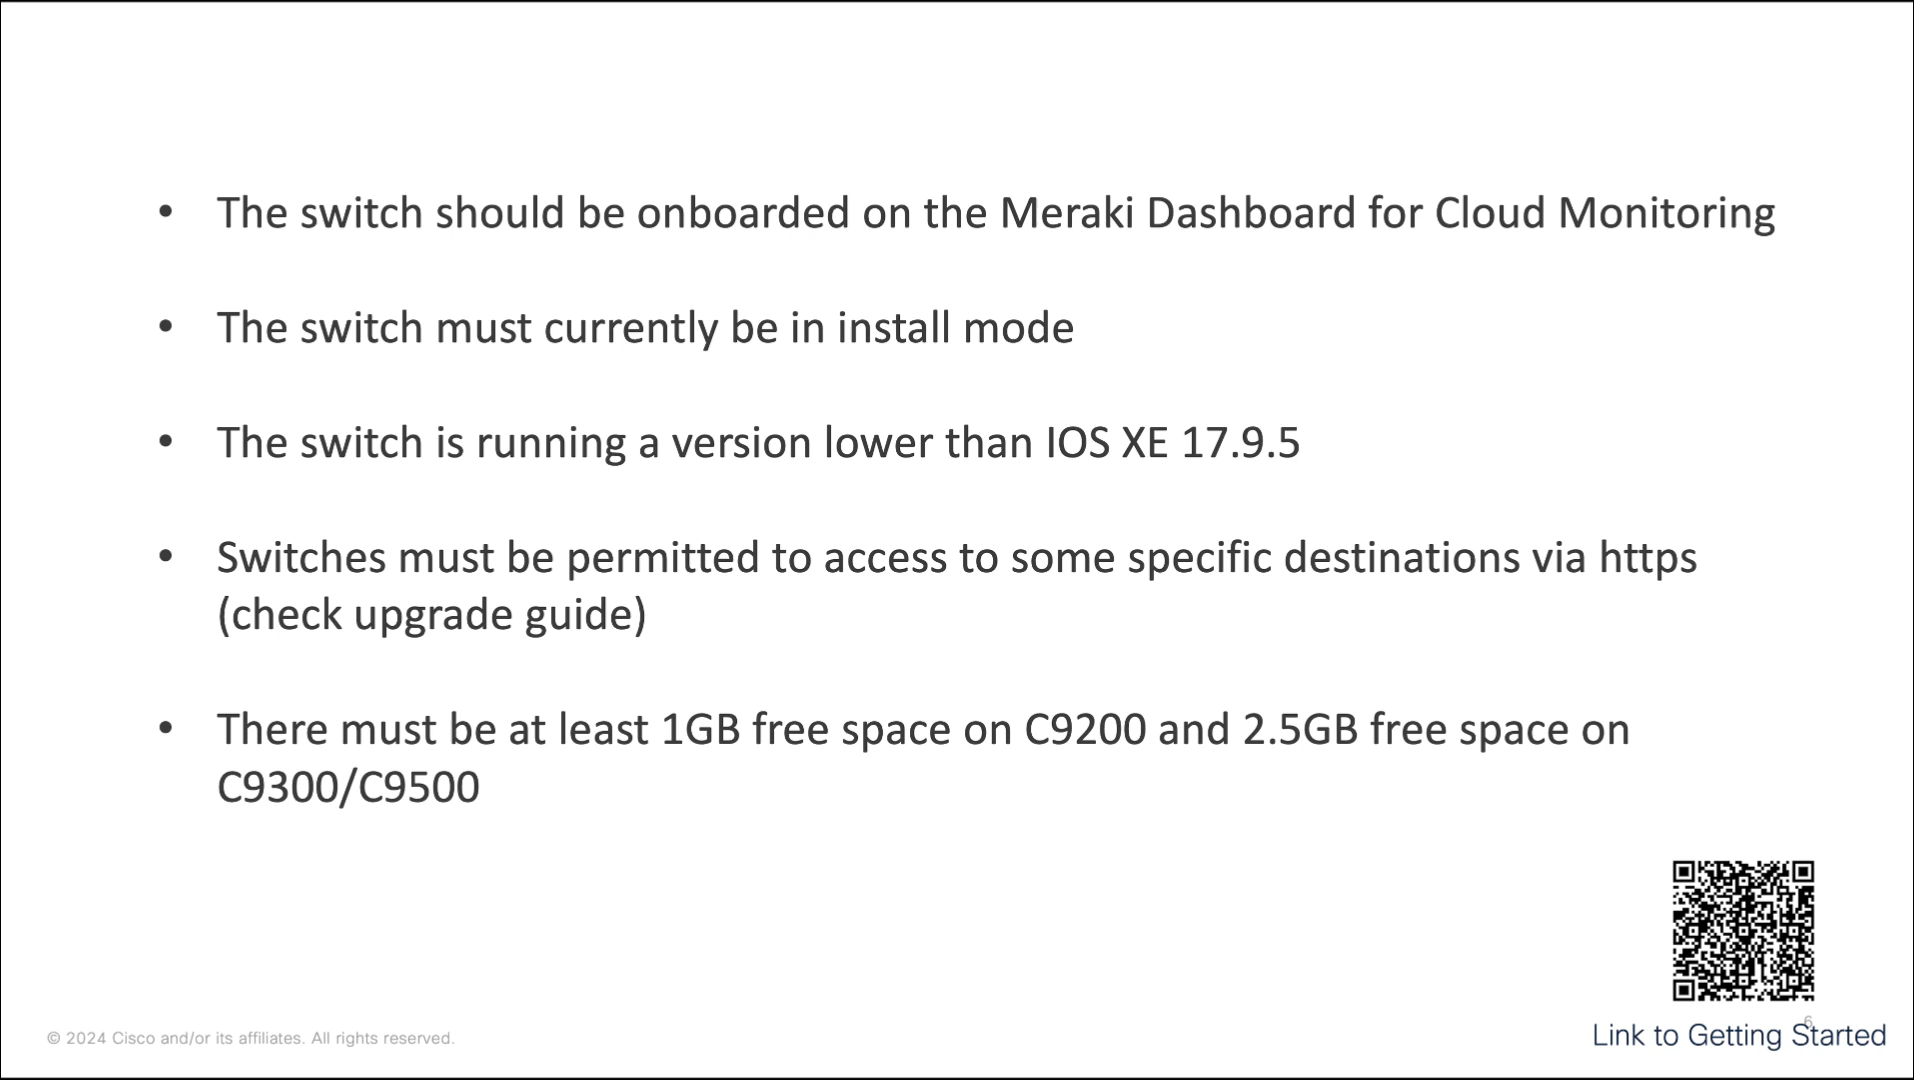 • The switch should be onboarded on the Meraki Dashboard for Cloud Monitoring
• The switch must currently be in install mode
• The switch is running a version lower than IOS XE 17.9.5
• Switches must be permitted to access to some specific destinations via https
(check upgrade guide)
• There must be at least 1GB free space on C9200 and 2.5GB free space on
C9300/C9500
© 2024 Cisco and/or its affiliates. All rights reserved.
6
Link to Getting Started